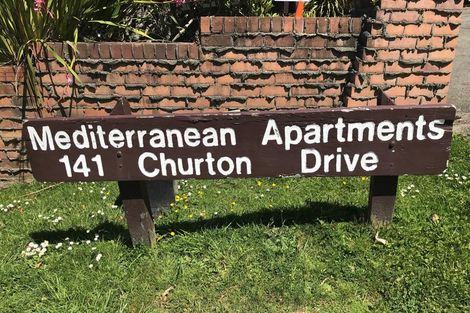 Mediterranean Apartments
141 Churton Drive